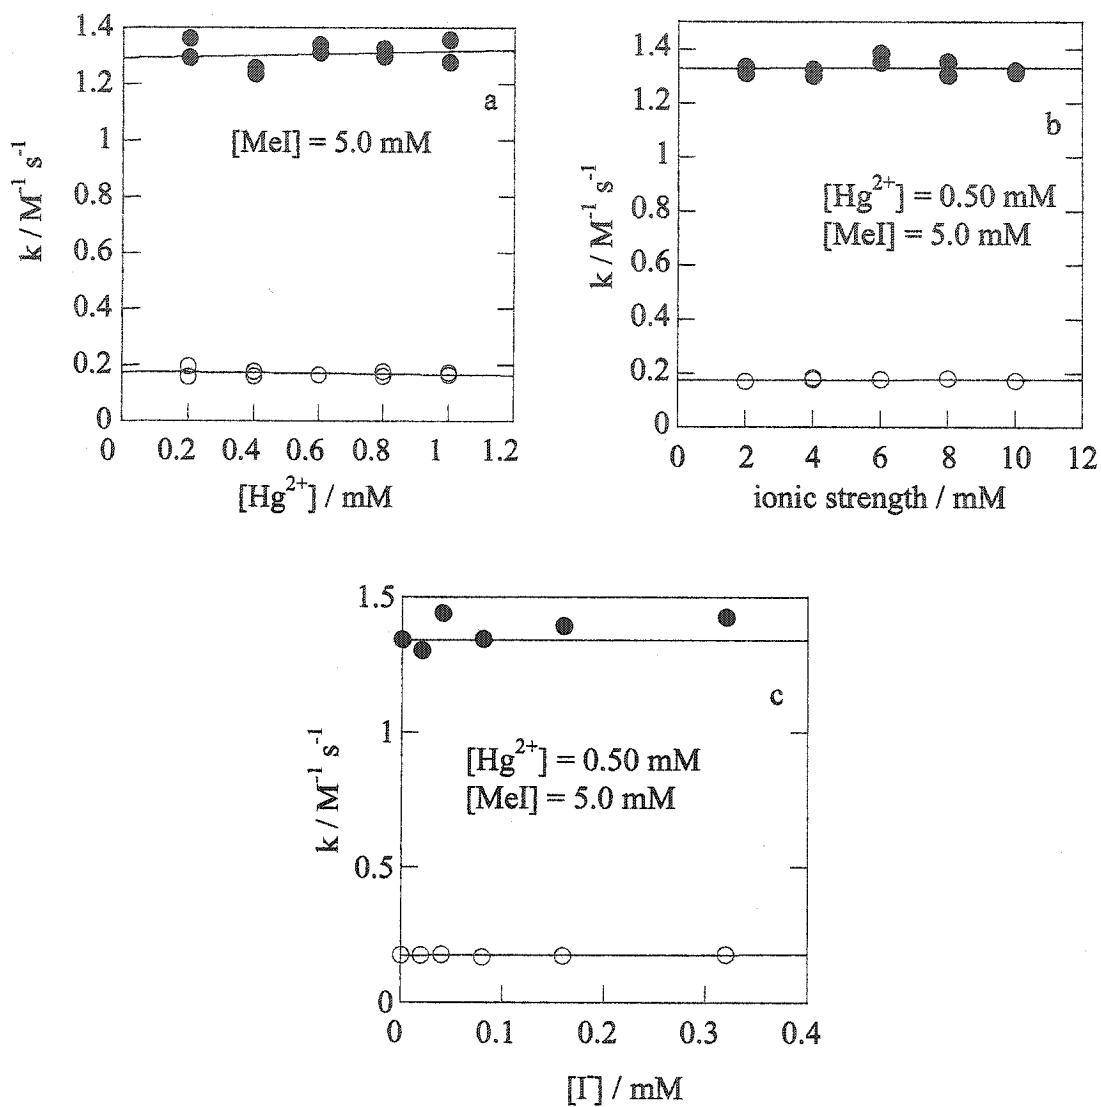 1.4
1.2
1
0.8
0.6
0.4
0.2
0
k / M⁻¹ s⁻¹
a
[MeI] = 5.0 mM
0 0.2 0.4 0.6 0.8 1 1.2
[Hg²⁺] / mM
1.4
1.2
1
0.8
0.6
0.4
0.2
0
k / M⁻¹ s⁻¹
b
[Hg²⁺] = 0.50 mM
[MeI] = 5.0 mM
0 2 4 6 8 10 12
ionic strength / mM
1.5
1
0.5
0
k / M⁻¹ s⁻¹
c
[Hg²⁺] = 0.50 mM
[MeI] = 5.0 mM
0 0.1 0.2 0.3 0.4
[I⁻] / mM